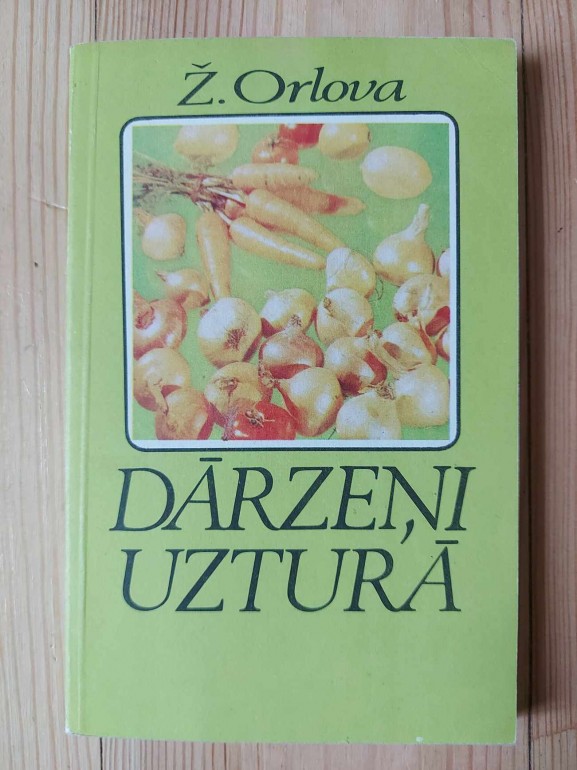 Ž. Orlova
DĀRZEŅI
UZTURĀ